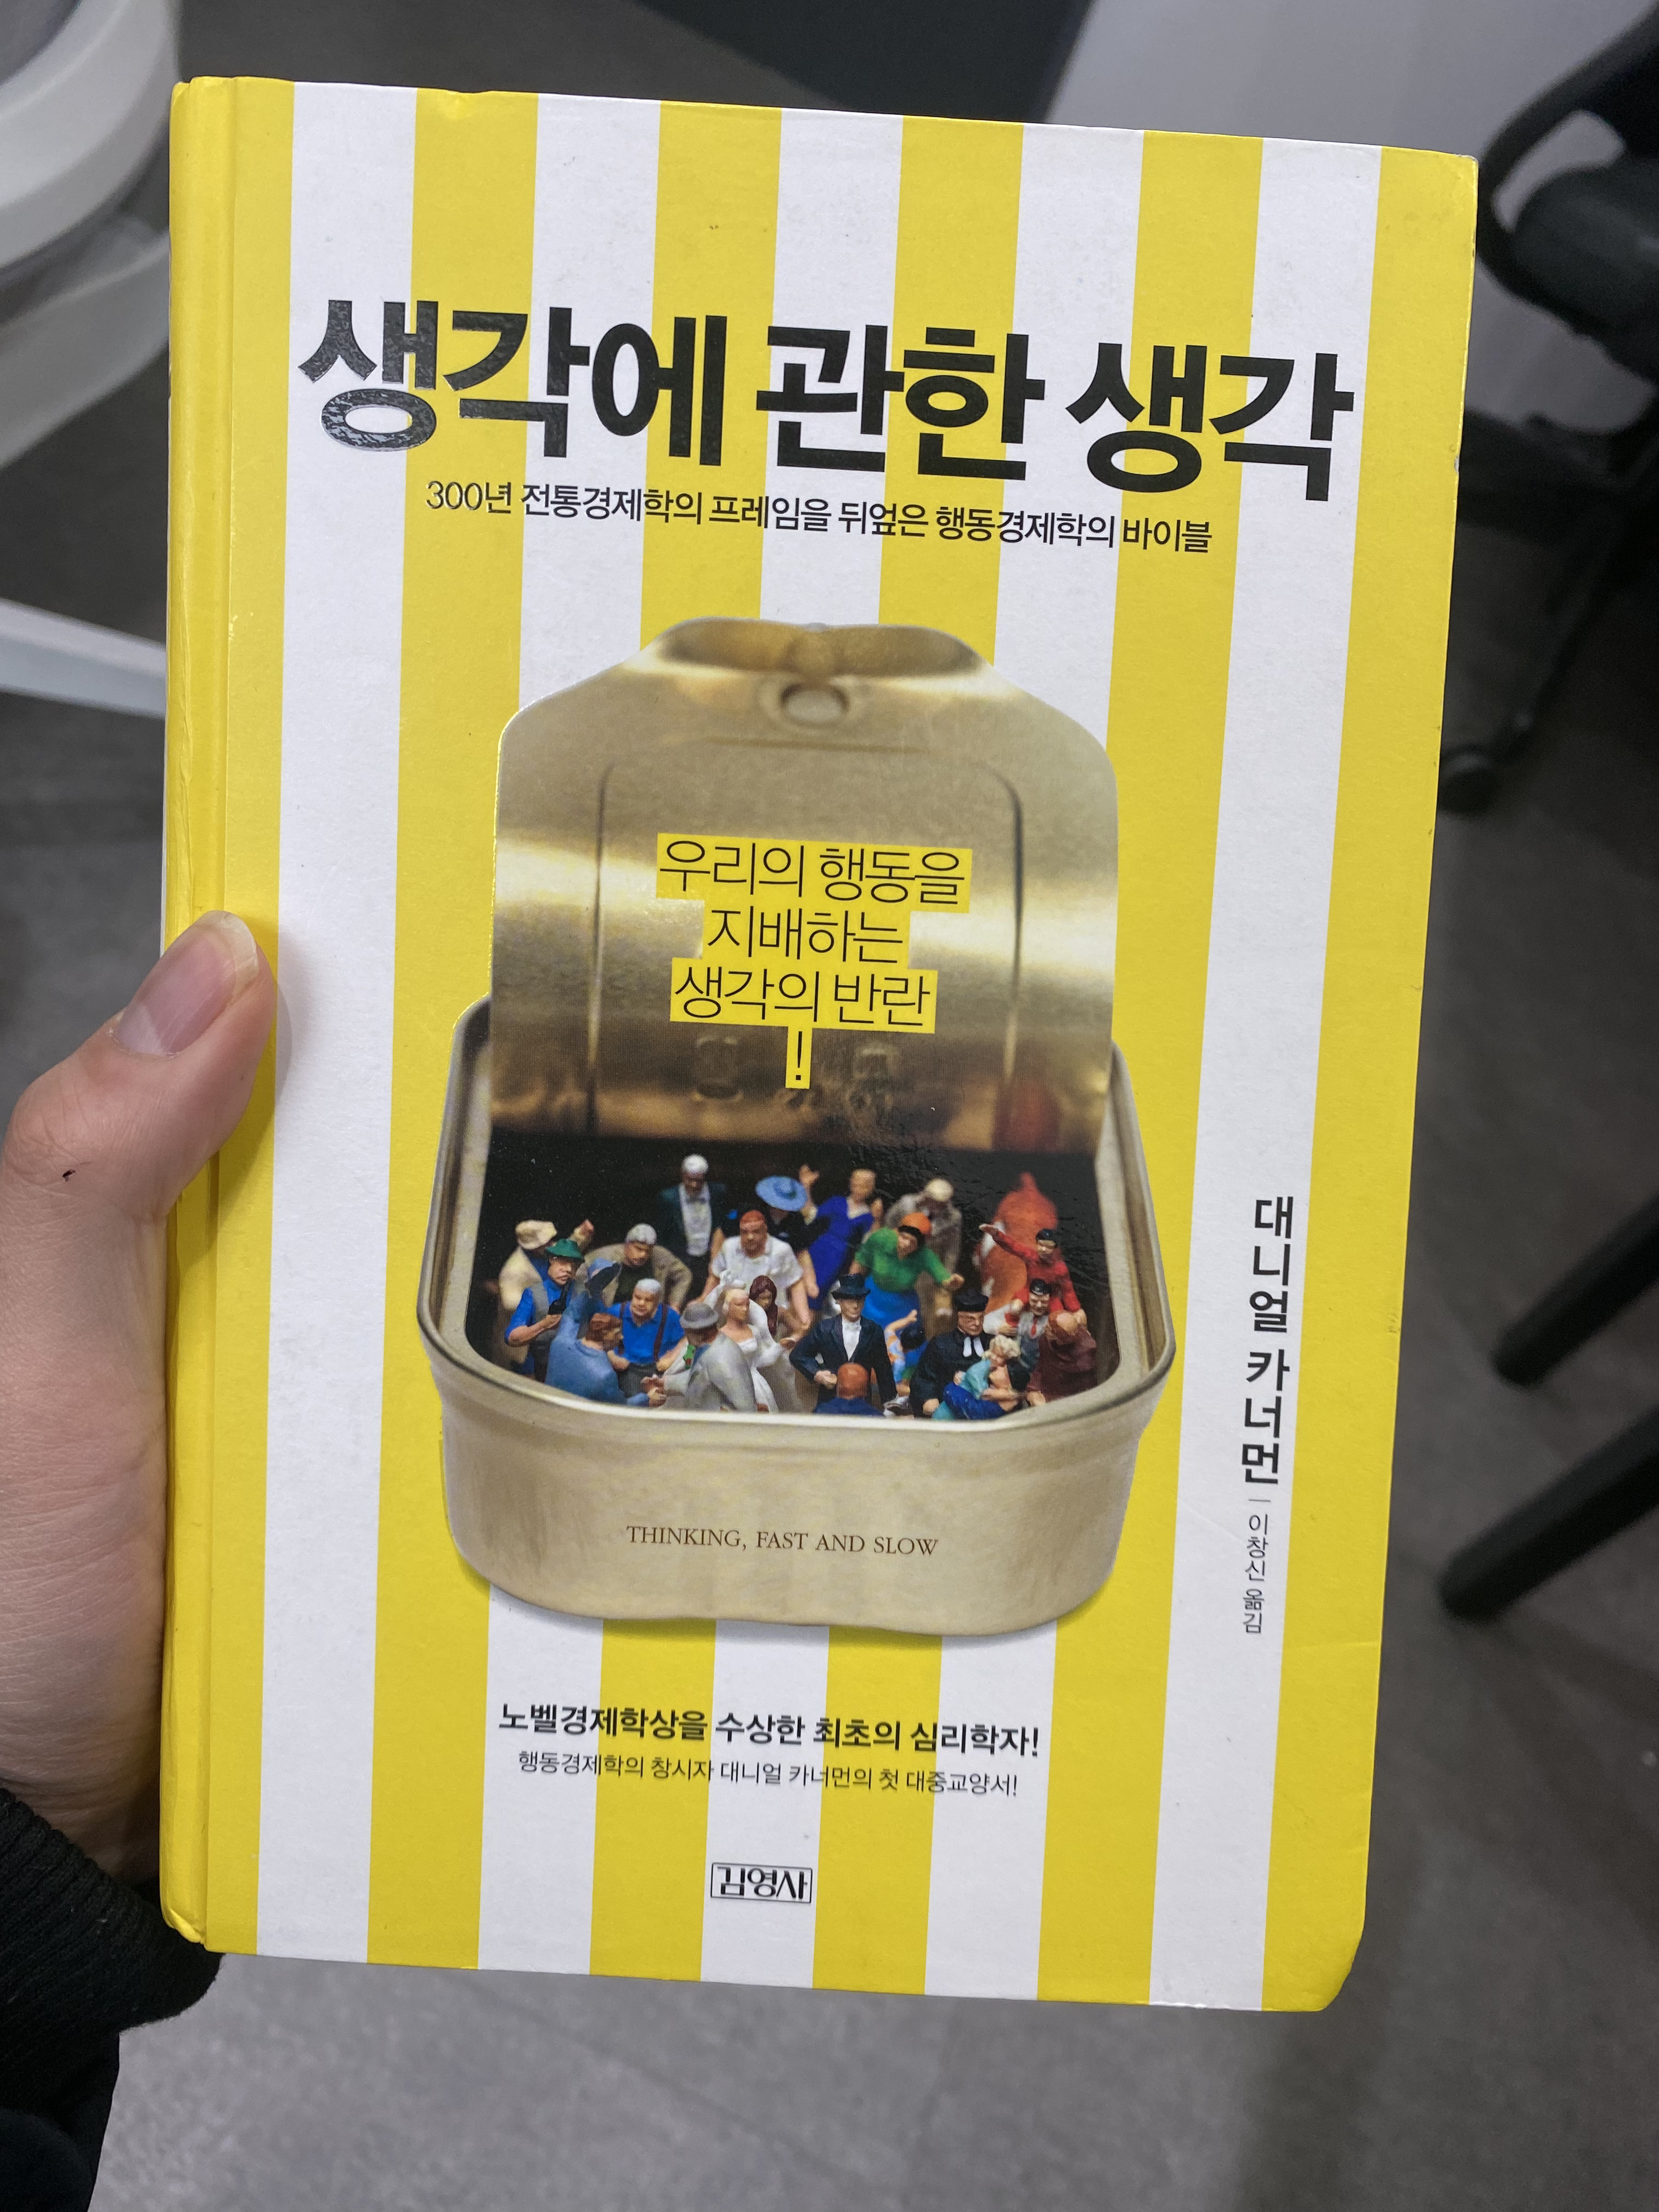 생각에 관한 생각
300년 전통경제학의 프레임을 뒤엎은 행동경제학의 바이블
우리의 행동을
지배하는
생각의 반란
!
대니얼 카너먼 | 이창신 옮김
THINKING, FAST AND SLOW
노벨경제학상을 수상한 최초의 심리학자!
행동경제학의 창시자 대니얼 카너먼의 첫 대중교양서!
김영사